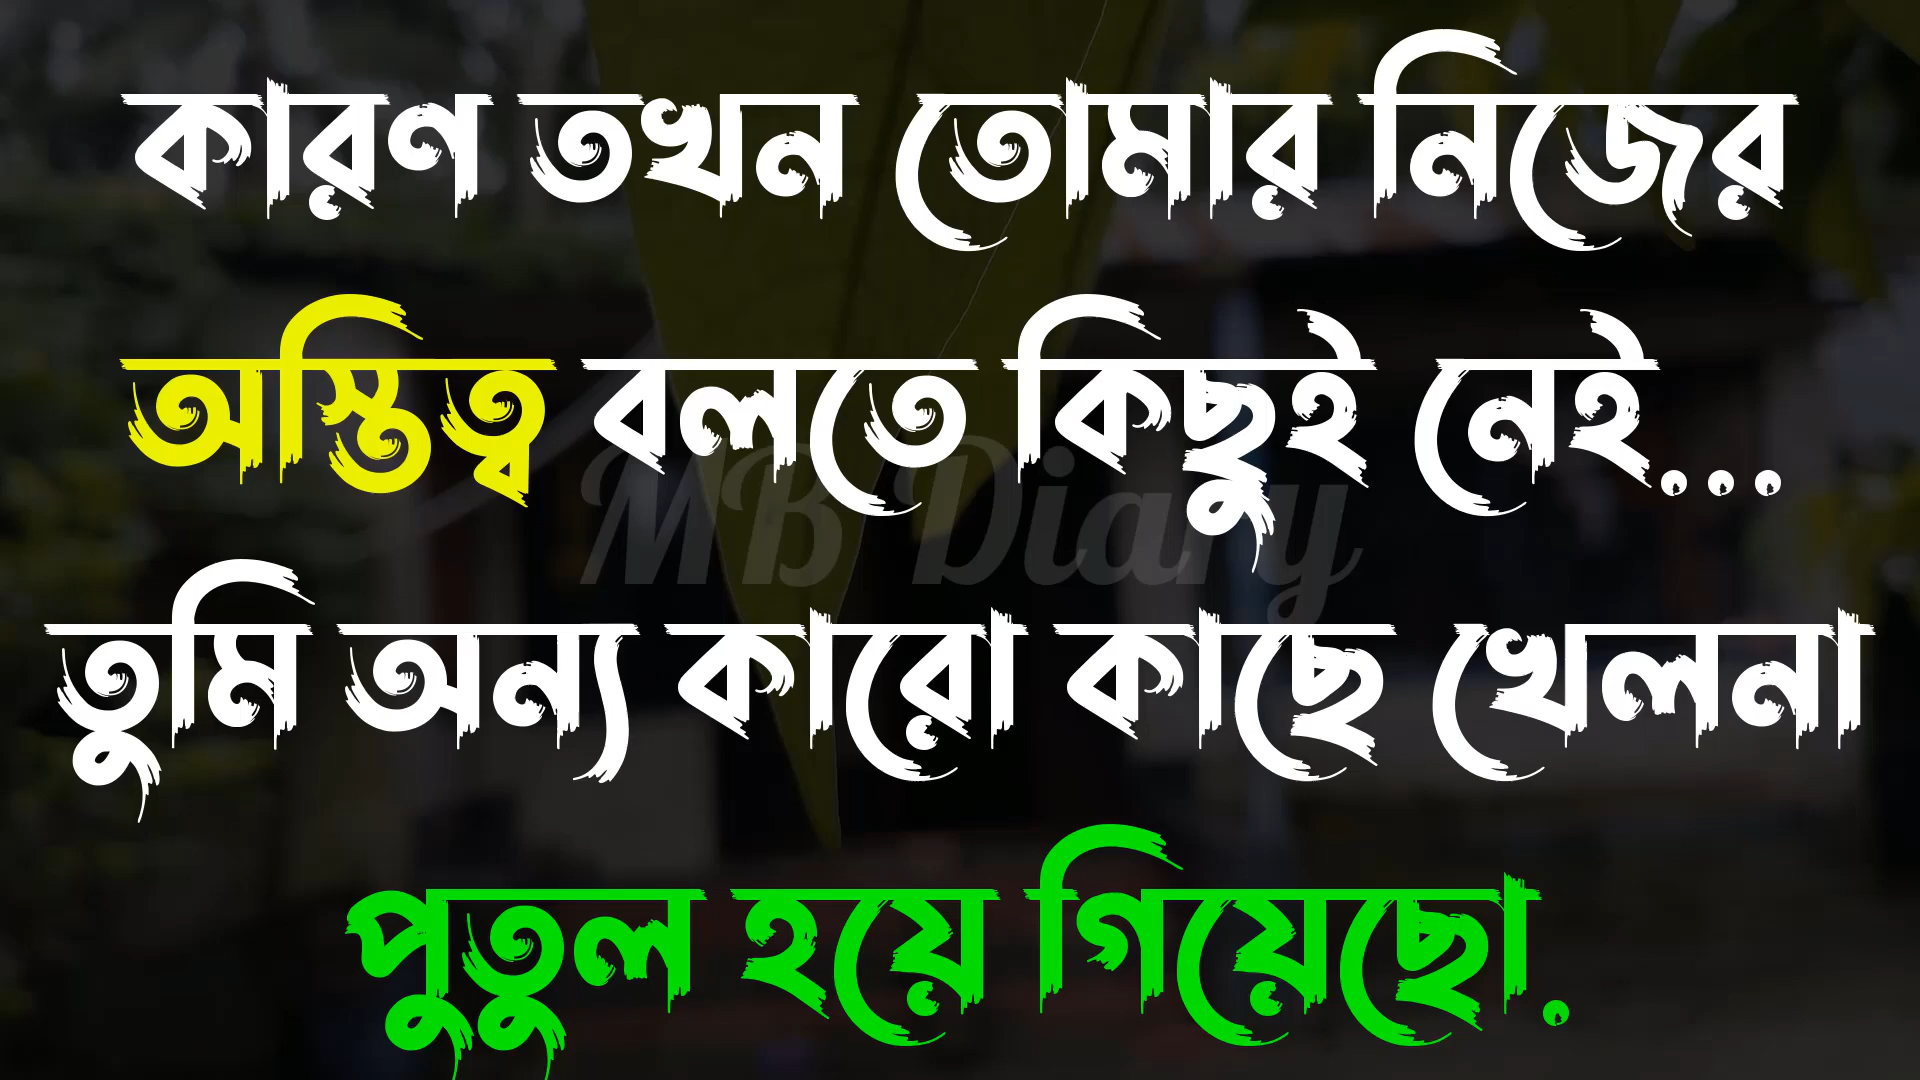 কারণ তখন তোমার নিজের
অস্তিত্ব বলতে কিছুই নেই...
MB Diary
তুমি অন্য কারো কাছে খেলনা
পুতুল হয়ে গিয়েছো.